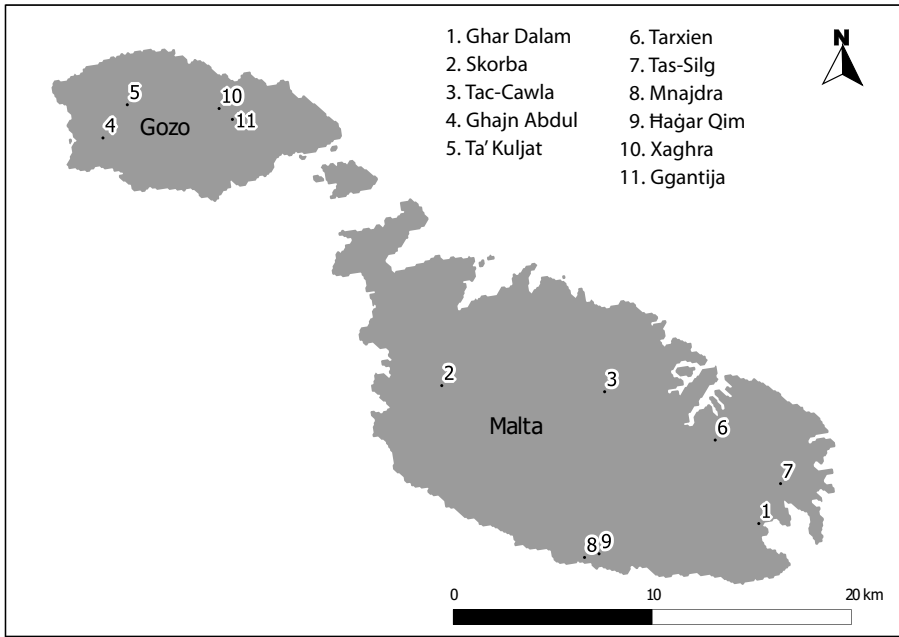 1. Ghar Dalam
2. Skorba
3. Tac-Cawla
4. Ghajn Abdul
5. Ta' Kuljat
6. Tarxien
7. Tas-Silg
8. Mnajdra
9. Ħaġar Qim
10. Xaghra
11. Ggantija
N
5
10
11
4
Gozo
2
3
Malta
6
7
1
8
9
0
10
20 km